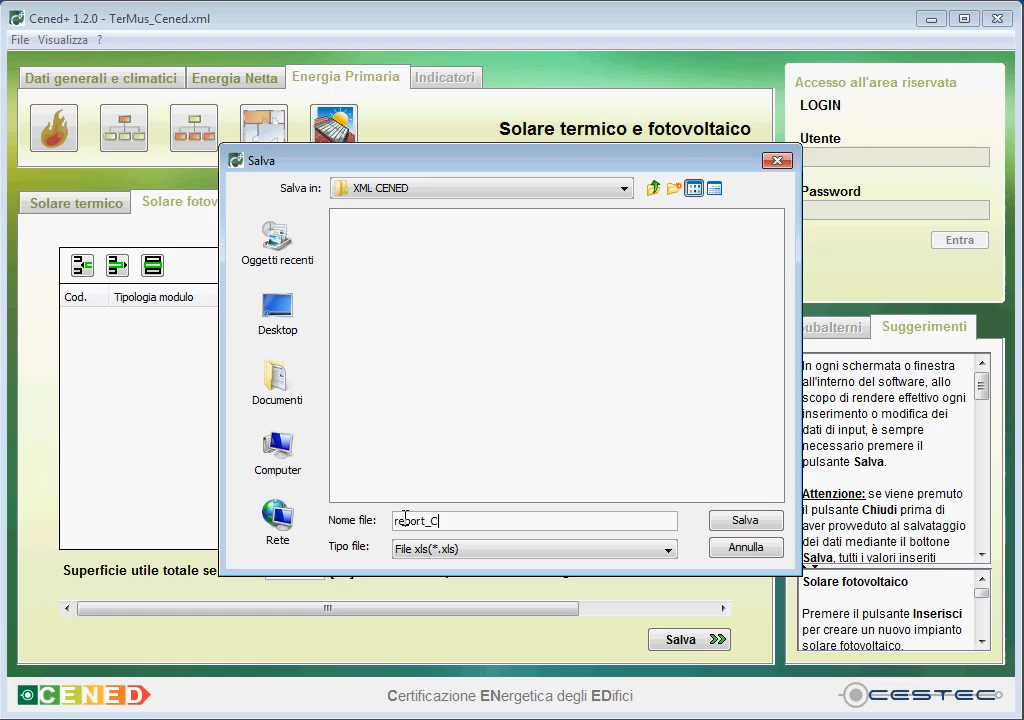 Cened+ 1.2.0 - TerMus_Cened.xml
File Visualizza ?
Dati generali e climatici
Energia Netta
Energia Primaria
Indicatori
Solare termico e fotovoltaico
Solare termico
Solare fotov
Cod.
Tipologia modulo
Superficie utile totale se
Salva
Salva
Salva in:
XML CENED
Oggetti recenti
Desktop
Documenti
Computer
Rete
Nome file:
report_C
Salva
Tipo file:
File xls(*.xls)
Annulla
Accesso all'area riservata
LOGIN
Utente
Password
Entra
ubalterni
Suggerimenti
In ogni schermata o finestra
all'interno del software, allo
scopo di rendere effettivo ogni
inserimento o modifica dei
dati di input, è sempre
necessario premere il
pulsante Salva.
Attenzione: se viene premuto
il pulsante Chiudi prima di
aver proveduto al salvataggio
dei dati mediante il bottone
Salva, tutti i valori inseriti
Solare fotovoltaico
Premere il pulsante Inserisci
per creare un nuovo impianto
solare fotovoltaico.
CENED
Certificazione ENergetica degli EDifici
CESTEC